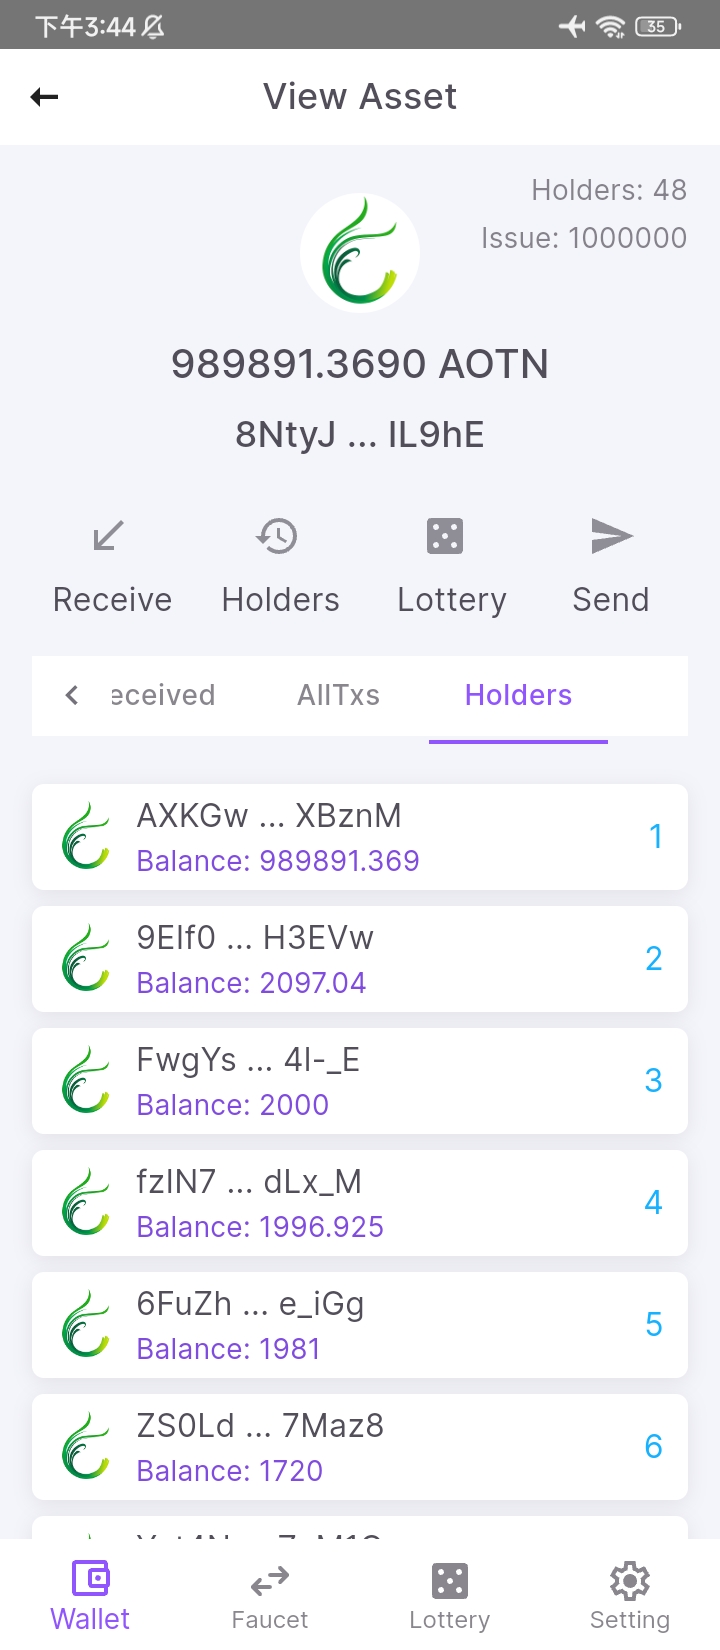 下午3:44
35
View Asset
Holders: 48
Issue: 1000000
989891.3690 AOTN
8NtyJ ... IL9hE
Receive Holders Lottery Send
eceived AllTxs Holders
AXKGw ... XBznM
Balance: 989891.369
1
9EIf0 ... H3EVw
Balance: 2097.04
2
FwgYs ... 4I-_E
Balance: 2000
3
fzIN7 ... dLx_M
Balance: 1996.925
4
6FuZh ... e_iGg
Balance: 1981
5
ZS0Ld ... 7Maz8
Balance: 1720
6
Wallet Faucet Lottery Setting